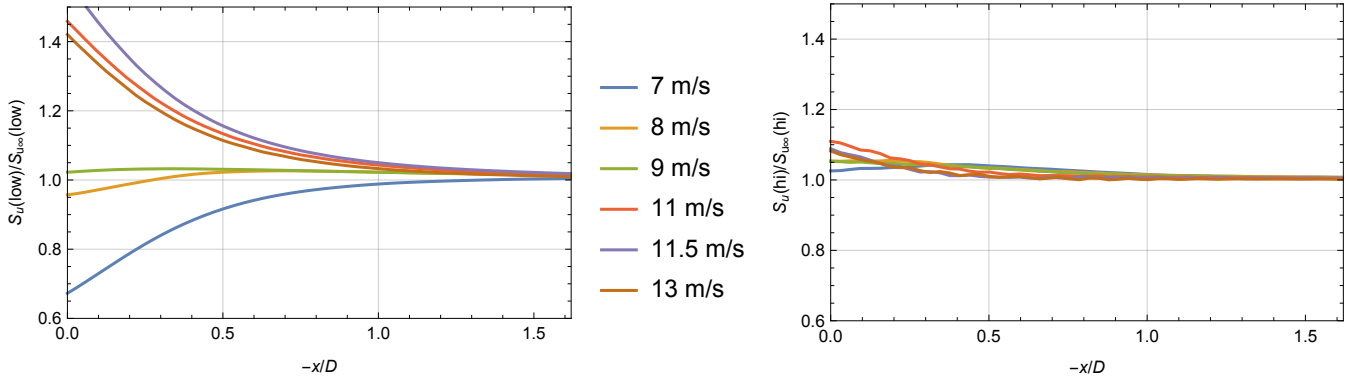 S_u(low)/S_u∞(low)
1.4
1.2
1.0
0.8
0.6
0.0 0.5 1.0 1.5
-x/D
7 m/s
8 m/s
9 m/s
11 m/s
11.5 m/s
13 m/s
S_u(hi)/S_u∞(hi)
1.4
1.2
1.0
0.8
0.6
0.0 0.5 1.0 1.5
-x/D